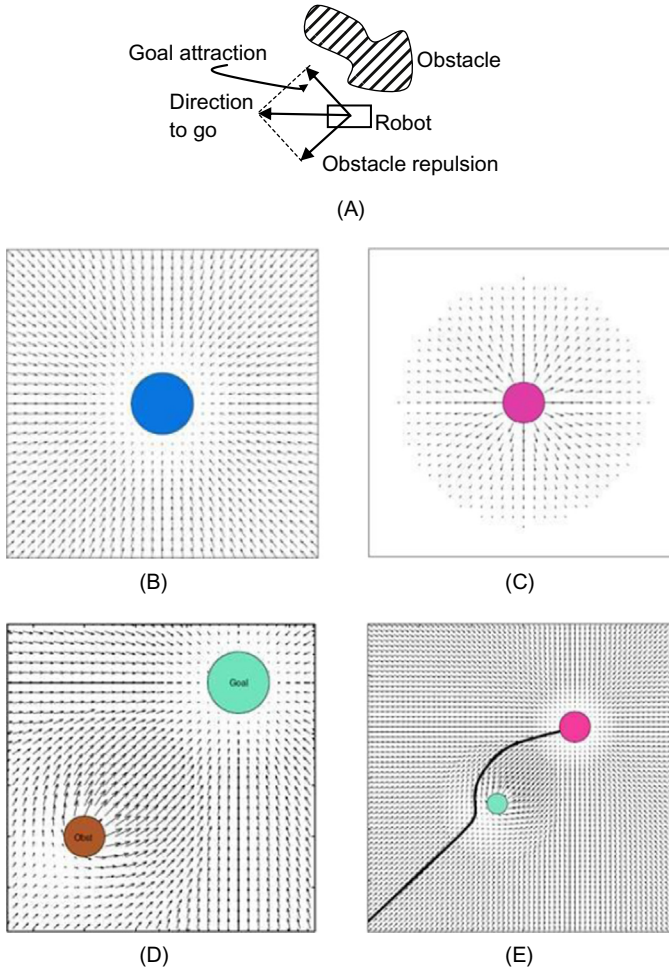 Goal attraction
Obstacle
Direction
to go
Robot
Obstacle repulsion
(A)
(B)
(C)
Goal
Obst
(D)
(E)